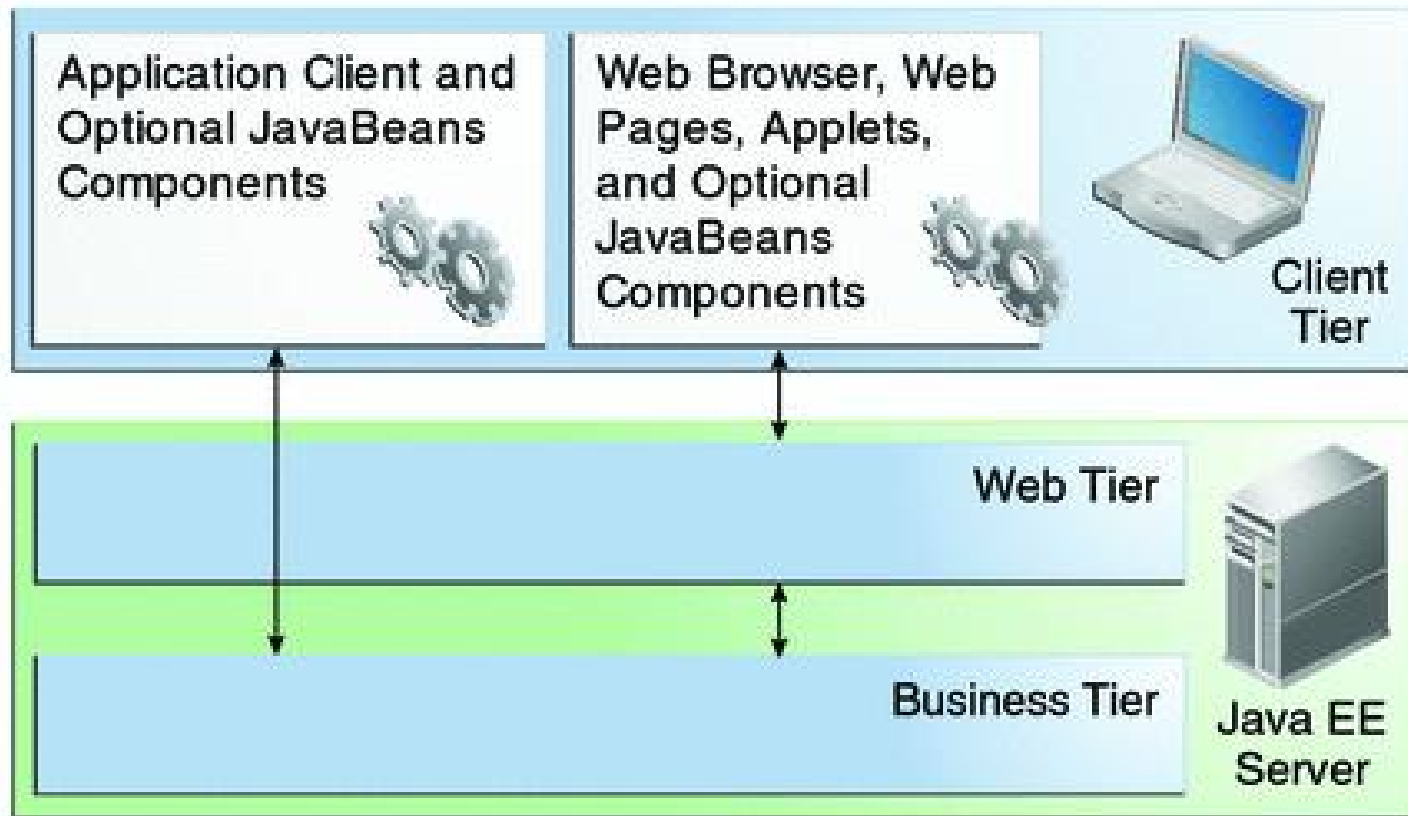 Application Client and
Optional JavaBeans
Components
Web Browser, Web
Pages, Applets,
and Optional
JavaBeans
Components
Client
Tier
Web Tier
Business Tier
Java EE
Server